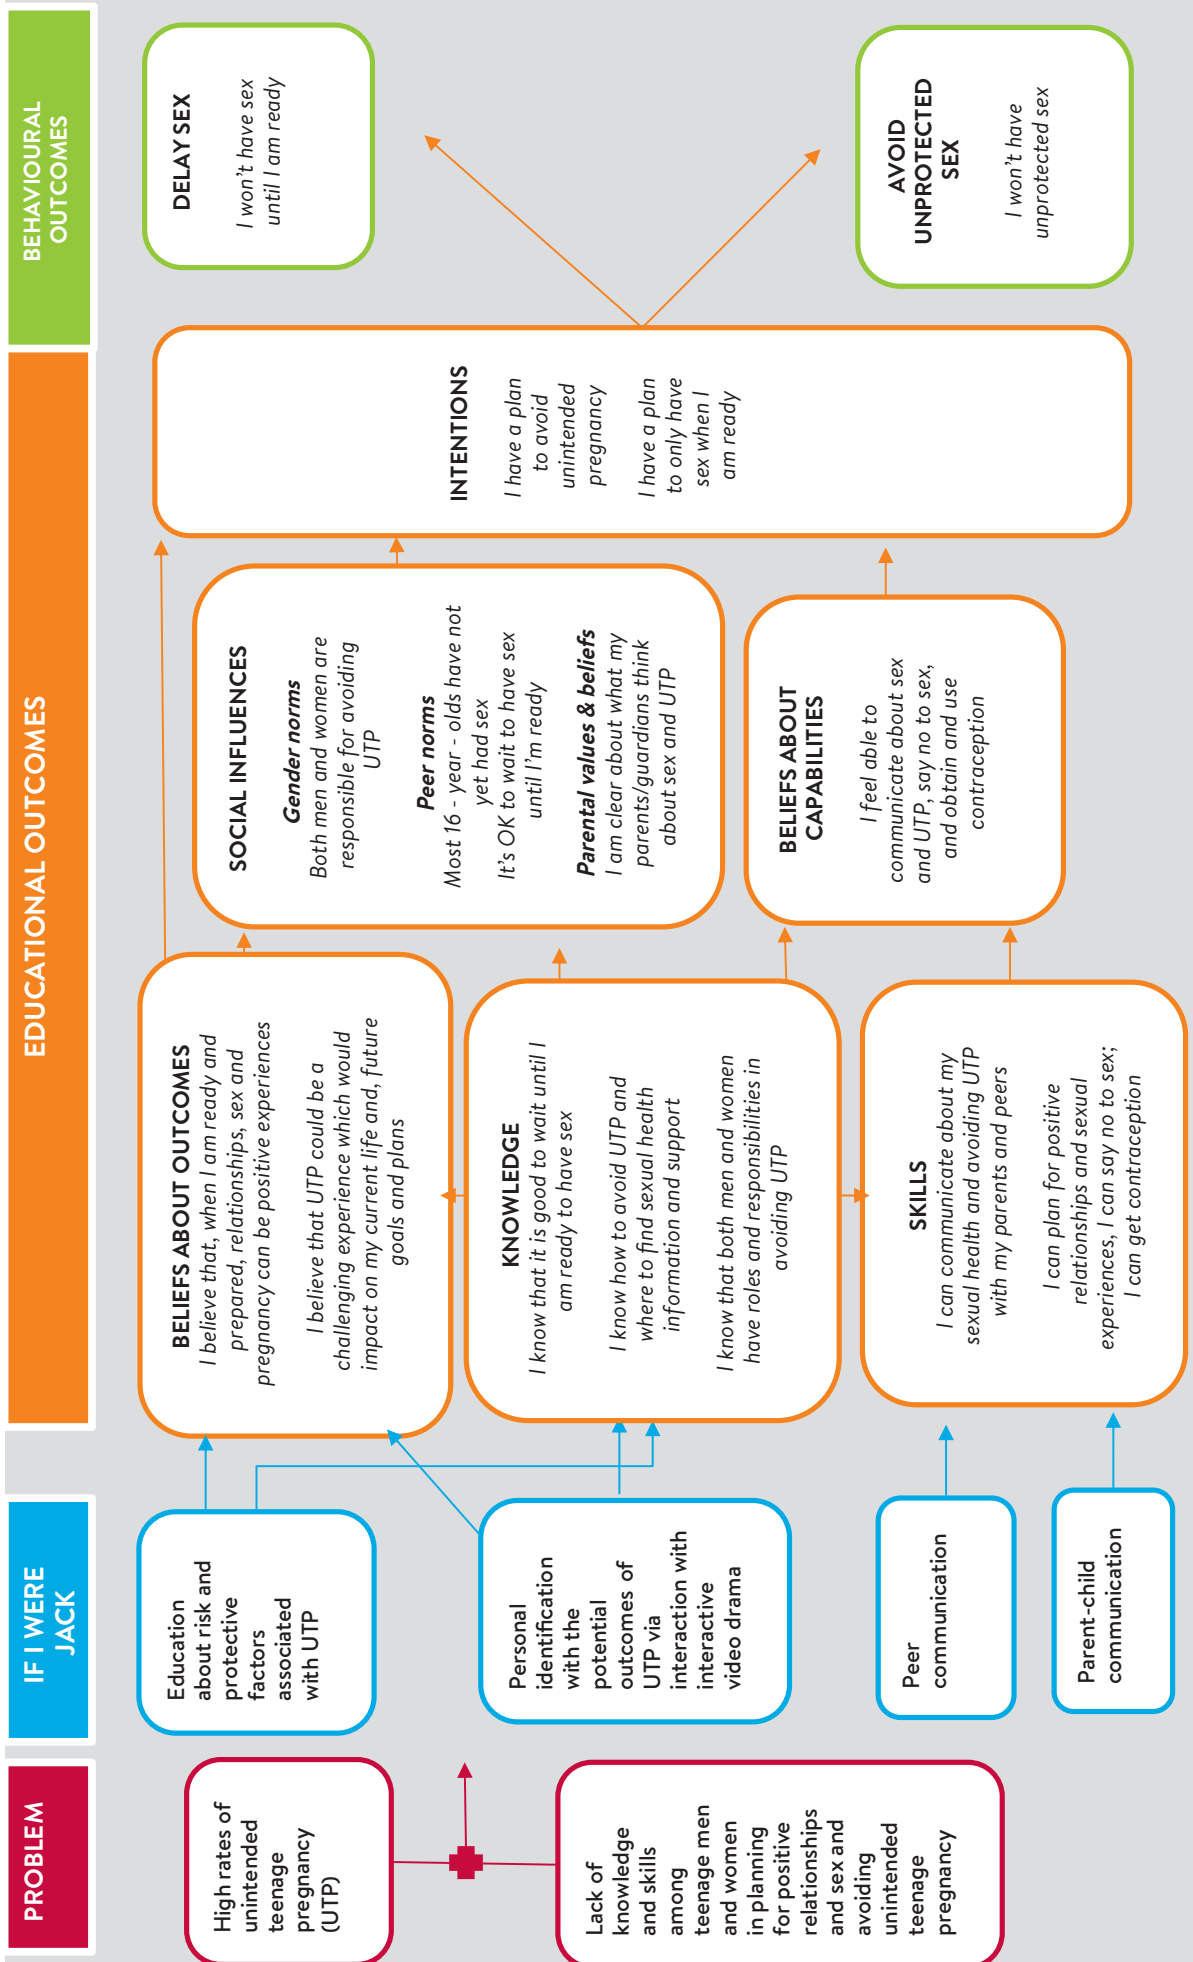 PROBLEM
IF I WERE
JACK
EDUCATIONAL OUTCOMES
BEHAVIOURAL
OUTCOMES
High rates of
unintended
teenage
pregnancy
(UTP)
Lack of
knowledge
and skills
among
teenage men
and women
in planning
for positive
relationships
and sex and
avoiding
unintended
teenage
pregnancy
Education
about risk and
protective
factors
associated
with UTP
Personal
identification
with the
potential
outcomes of
UTP via
interaction with
interactive
video drama
Peer
communication
Parent-child
communication
BELIEFS ABOUT OUTCOMES
I believe that, when I am ready and
prepared, relationships, sex and
pregnancy can be positive experiences
I believe that UTP could be a
challenging experience which would
impact on my current life and, future
goals and plans
KNOWLEDGE
I know that it is good to wait until I
am ready to have sex
I know how to avoid UTP and
where to find sexual health
information and support
I know that both men and women
have roles and responsibilities in
avoiding UTP
SKILLS
I can communicate about my
sexual health and avoiding UTP
with my parents and peers
I can plan for positive
relationships and sexual
experiences, I can say no to sex;
I can get contraception
SOCIAL INFLUENCES
Gender norms
Both men and women are
responsible for avoiding
UTP
Peer norms
Most 16 - year - olds have not
yet had sex
It's OK to wait to have sex
until I'm ready
Parental values & beliefs
I am clear about what my
parents/guardians think
about sex and UTP
BELIEFS ABOUT
CAPABILITIES
I feel able to
communicate about sex
and UTP, say no to sex,
and obtain and use
contraception
INTENTIONS
I have a plan
to avoid
unintended
pregnancy
I have a plan
to only have
sex when I
am ready
DELAY SEX
I won't have sex
until I am ready
AVOID
UNPROTECTED
SEX
I won't have
unprotected sex